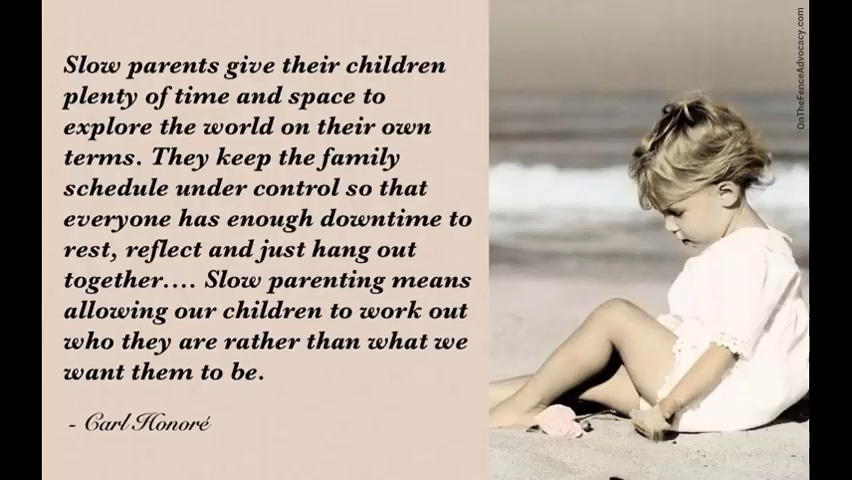 Slow parents give their children
plenty of time and space to
explore the world on their own
terms. They keep the family
schedule under control so that
everyone has enough downtime to
rest, reflect and just hang out
together.... Slow parenting means
allowing our children to work out
who they are rather than what we
want them to be.
- Carl Honoré
OnTheFenceAdvocacy.com